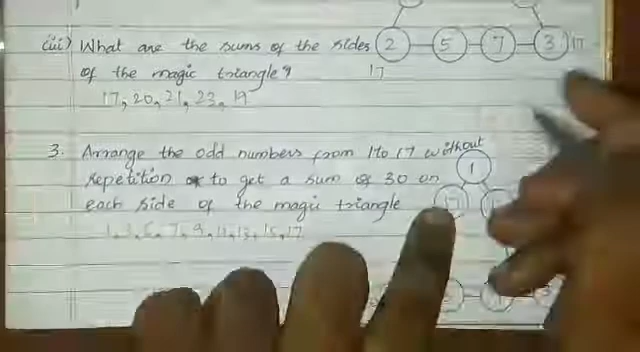 (iii) What are the sums of the sides 2 5 7 3 17
of the magic triangle? 17
17, 20, 21, 23, 19
3. Arrange the odd numbers from 1 to 17 without
repetition to get a sum of 30 on 1
each side of the magic triangle 17
1, 3, 5, 7, 9, 11, 13, 15, 17